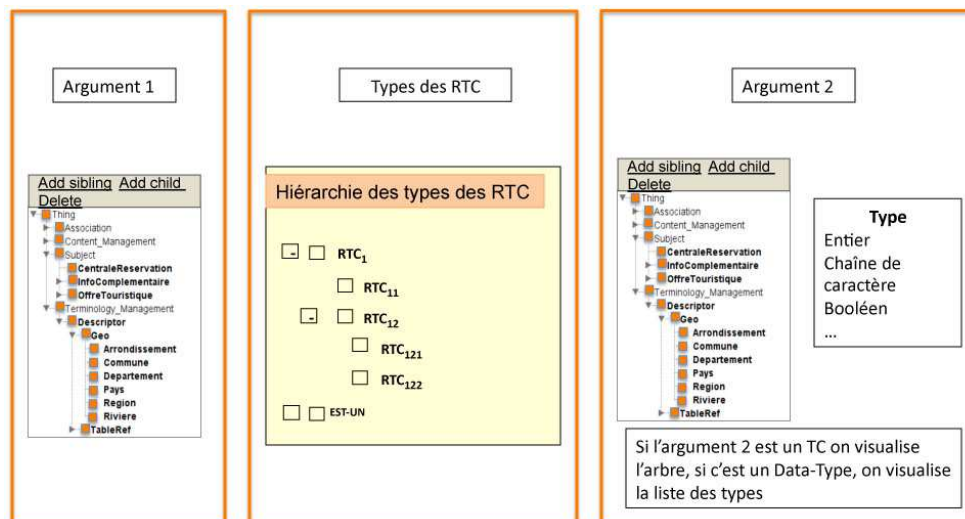 Argument 1
Add sibling Add child
Delete
Thing
Association
Content_Management
Subject
CentraleReservation
InfoComplementaire
OffreTouristique
Terminology_Management
Descriptor
Geo
Arrondissement
Commune
Departement
Pays
Region
Riviere
TableRef
Types des RTC
Hiérarchie des types des RTC
- RTC1
RTC11
- RTC12
RTC121
RTC122
EST-UN
Argument 2
Add sibling Add child
Delete
Thing
Association
Content_Management
Subject
CentraleReservation
InfoComplementaire
OffreTouristique
Terminology_Management
Descriptor
Geo
Arrondissement
Commune
Departement
Pays
Region
Riviere
TableRef
Type
Entier
Chaîne de
caractère
Booléen
...
Si l'argument 2 est un TC on visualise
l'arbre, si c'est un Data-Type, on visualise
la liste des types